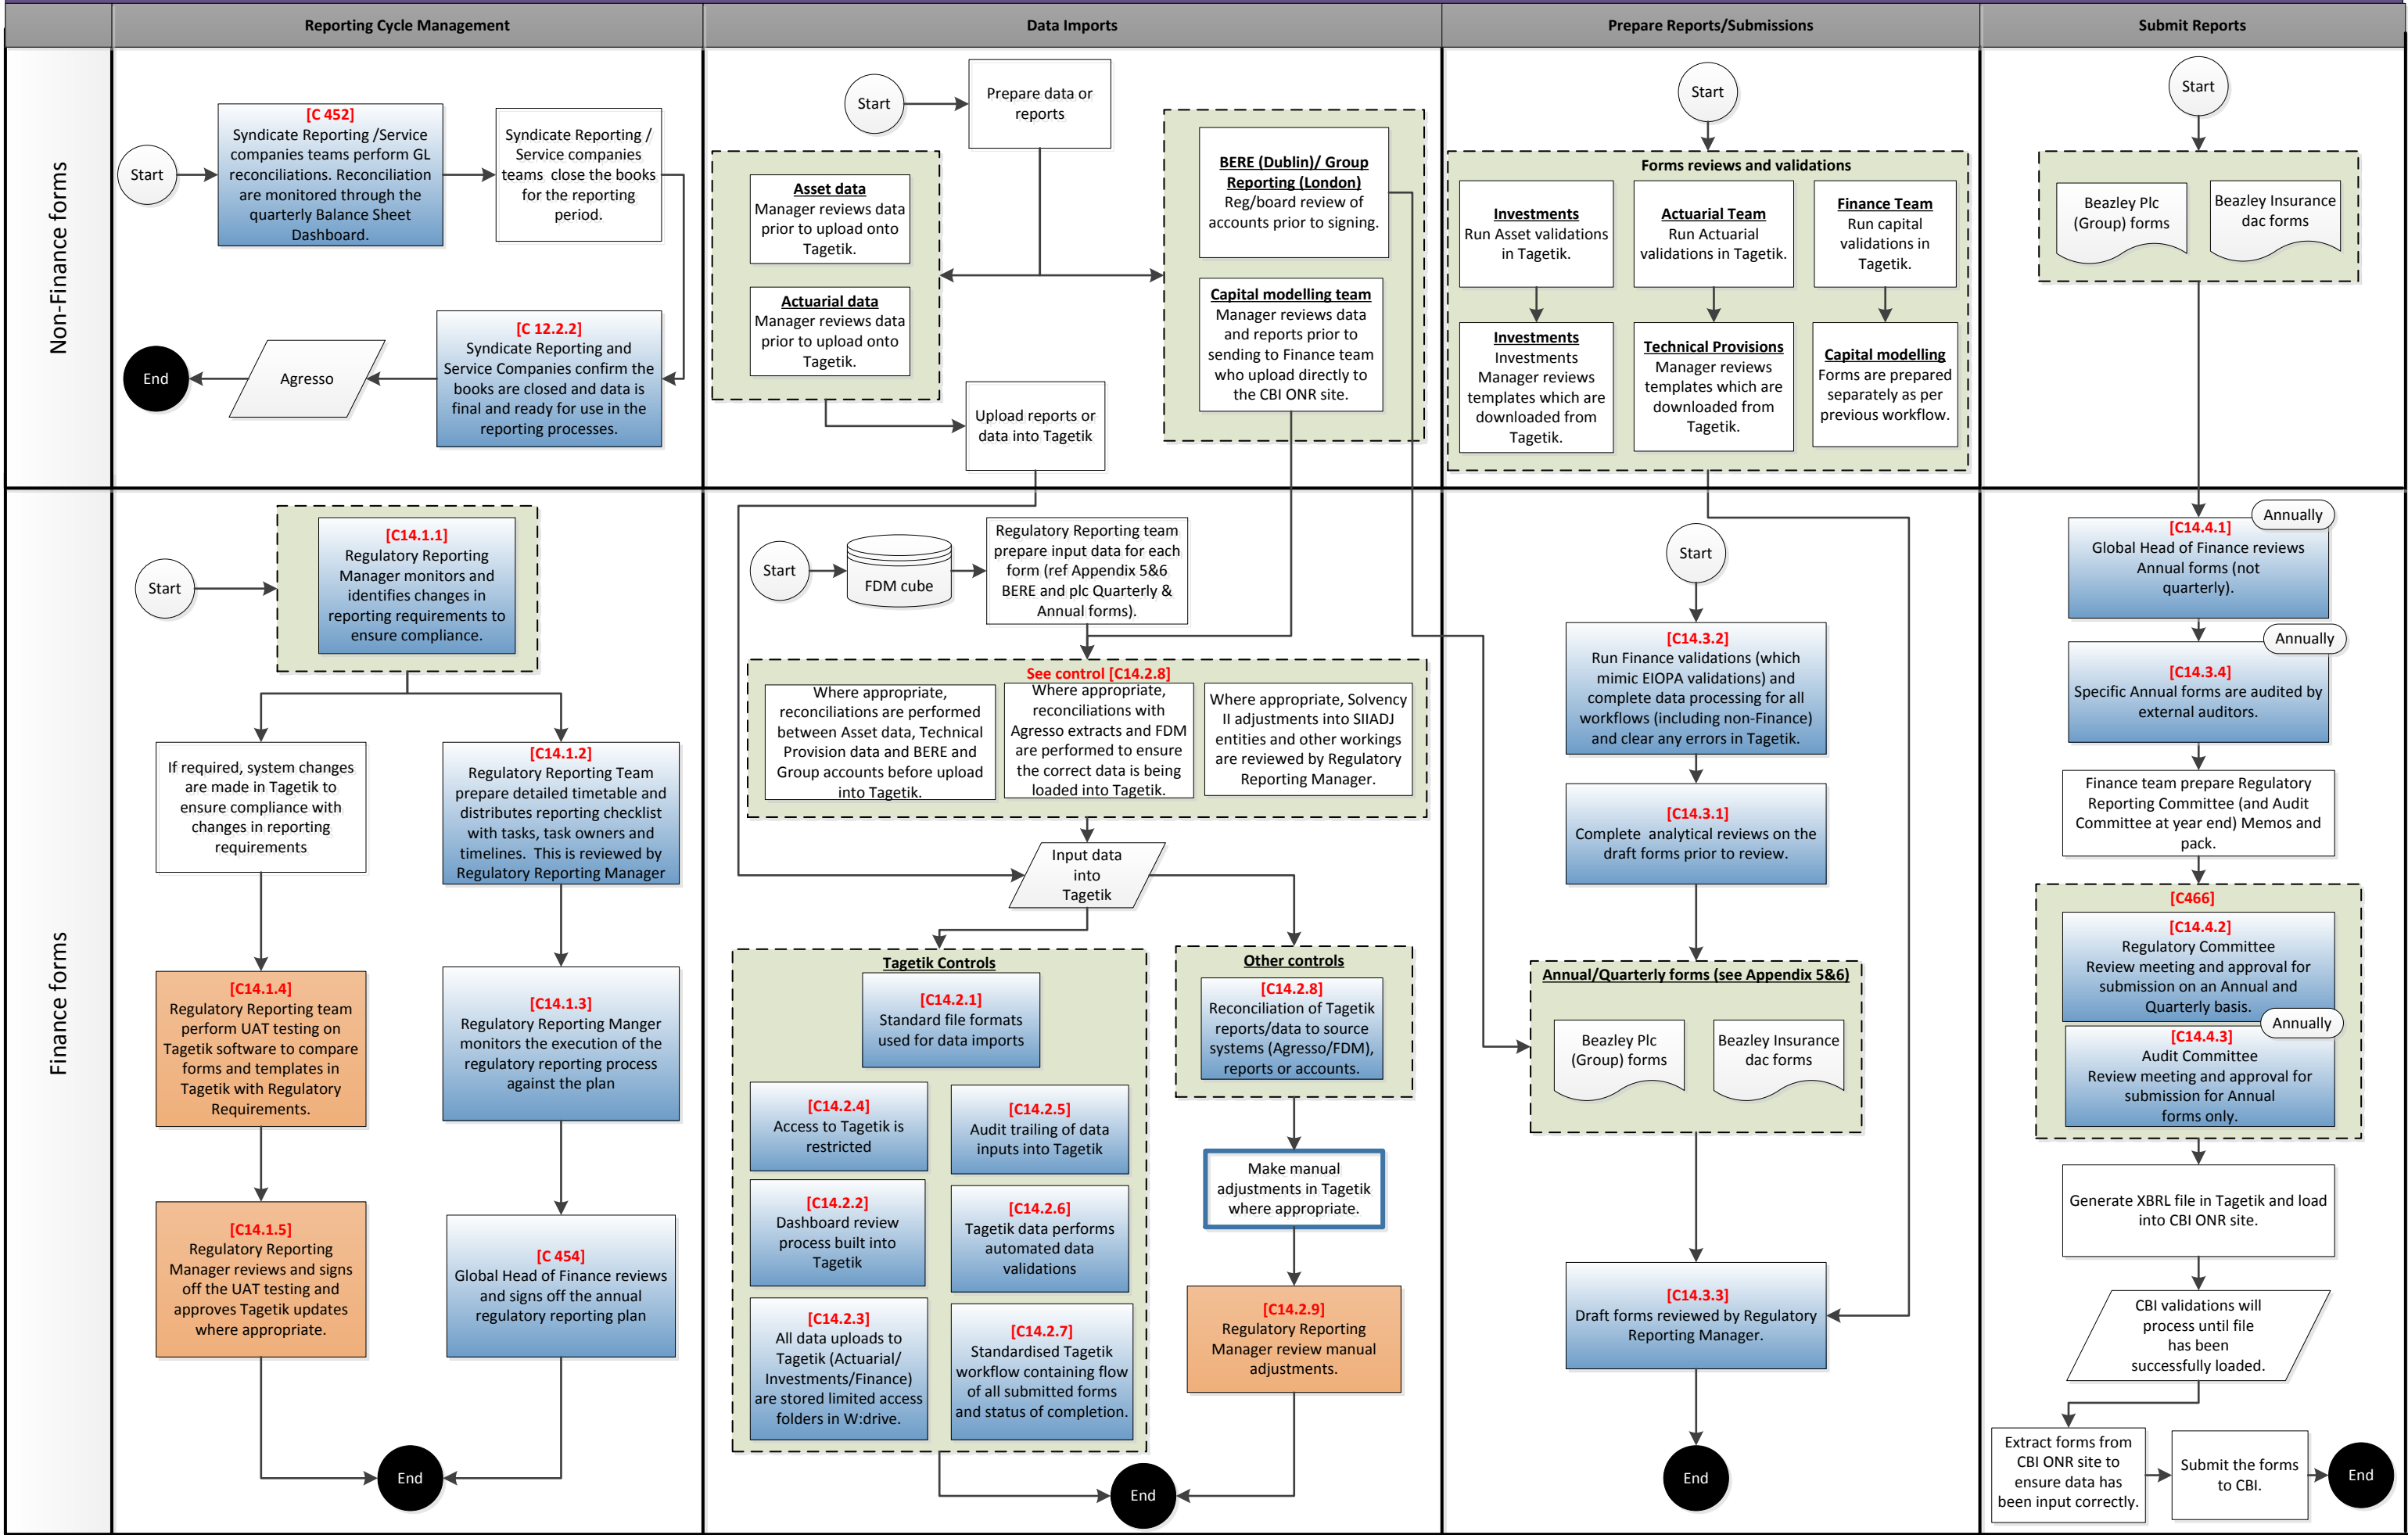 Reporting Cycle Management
Data Imports
Prepare Reports/Submissions
Submit Reports
Non-Finance forms
Start
[C 452]
Syndicate Reporting /Service
companies teams perform GL
reconciliations. Reconciliation
are monitored through the
quarterly Balance Sheet
Dashboard.
Syndicate Reporting /
Service companies
teams  close the books
for the reporting
period.
[C 12.2.2]
Syndicate Reporting and
Service Companies confirm the
books are closed and data is
final and ready for use in the
reporting processes.
Agresso
End
Start
Prepare data or
reports
Asset data
Manager reviews data
prior to upload onto
Tagetik.
Actuarial data
Manager reviews data
prior to upload onto
Tagetik.
BERE (Dublin)/ Group
Reporting (London)
Reg/board review of
accounts prior to signing.
Capital modelling team
Manager reviews data
and reports prior to
sending to Finance team
who upload directly to
the CBI ONR site.
Upload reports or
data into Tagetik
Start
Forms reviews and validations
Investments
Run Asset validations
in Tagetik.
Actuarial Team
Run Actuarial
validations in Tagetik.
Finance Team
Run capital
validations in
Tagetik.
Investments
Investments
Manager reviews
templates which are
downloaded from
Tagetik.
Technical Provisions
Manager reviews
templates which are
downloaded from
Tagetik.
Capital modelling
Forms are prepared
separately as per
previous workflow.
Start
Beazley Plc
(Group) forms
Beazley Insurance
dac forms
Finance forms
Start
[C14.1.1]
Regulatory Reporting
Manager monitors and
identifies changes in
reporting requirements to
ensure compliance.
If required, system changes
are made in Tagetik to
ensure compliance with
changes in reporting
requirements
[C14.1.2]
Regulatory Reporting Team
prepare detailed timetable and
distributes reporting checklist
with tasks, task owners and
timelines.  This is reviewed by
Regulatory Reporting Manager
[C14.1.4]
Regulatory Reporting team
perform UAT testing on
Tagetik software to compare
forms and templates in
Tagetik with Regulatory
Requirements.
[C14.1.3]
Regulatory Reporting Manger
monitors the execution of the
regulatory reporting process
against the plan
[C14.1.5]
Regulatory Reporting
Manager reviews and signs
off the UAT testing and
approves Tagetik updates
where appropriate.
[C 454]
Global Head of Finance reviews
and signs off the annual
regulatory reporting plan
End
Start
FDM cube
Regulatory Reporting team
prepare input data for each
form (ref Appendix 5&6
BERE and plc Quarterly &
Annual forms).
See control [C14.2.8]
Where appropriate,
reconciliations are performed
between Asset data, Technical
Provision data and BERE and
Group accounts before upload
into Tagetik.
Where appropriate,
reconciliations with
Agresso extracts and FDM
are performed to ensure
the correct data is being
loaded into Tagetik.
Where appropriate, Solvency
II adjustments into SIIADJ
entities and other workings
are reviewed by Regulatory
Reporting Manager.
Input data
into
Tagetik
Tagetik Controls
[C14.2.1]
Standard file formats
used for data imports
[C14.2.4]
Access to Tagetik is
restricted
[C14.2.5]
Audit trailing of data
inputs into Tagetik
[C14.2.2]
Dashboard review
process built into
Tagetik
[C14.2.6]
Tagetik data performs
automated data
validations
[C14.2.3]
All data uploads to
Tagetik (Actuarial/
Investments/Finance)
are stored limited access
folders in W:drive.
[C14.2.7]
Standardised Tagetik
workflow containing flow
of all submitted forms
and status of completion.
Other controls
[C14.2.8]
Reconciliation of Tagetik
reports/data to source
systems (Agresso/FDM),
reports or accounts.
Make manual
adjustments in Tagetik
where appropriate.
[C14.2.9]
Regulatory Reporting
Manager review manual
adjustments.
End
Start
[C14.3.2]
Run Finance validations (which
mimic EIOPA validations) and
complete data processing for all
workflows (including non-Finance)
and clear any errors in Tagetik.
[C14.3.1]
Complete  analytical reviews on the
draft forms prior to review.
Annual/Quarterly forms (see Appendix 5&6)
Beazley Plc
(Group) forms
Beazley Insurance
dac forms
[C14.3.3]
Draft forms reviewed by Regulatory
Reporting Manager.
End
Annually
[C14.4.1]
Global Head of Finance reviews
Annual forms (not
quarterly).
Annually
[C14.3.4]
Specific Annual forms are audited by
external auditors.
Finance team prepare Regulatory
Reporting Committee (and Audit
Committee at year end) Memos and
pack.
[C466]
[C14.4.2]
Regulatory Committee
Review meeting and approval for
submission on an Annual and
Quarterly basis.
Annually
[C14.4.3]
Audit Committee
Review meeting and approval for
submission for Annual
forms only.
Generate XBRL file in Tagetik and load
into CBI ONR site.
CBI validations will
process until file
has been
successfully loaded.
Extract forms from
CBI ONR site to
ensure data has
been input correctly.
Submit the forms
to CBI.
End